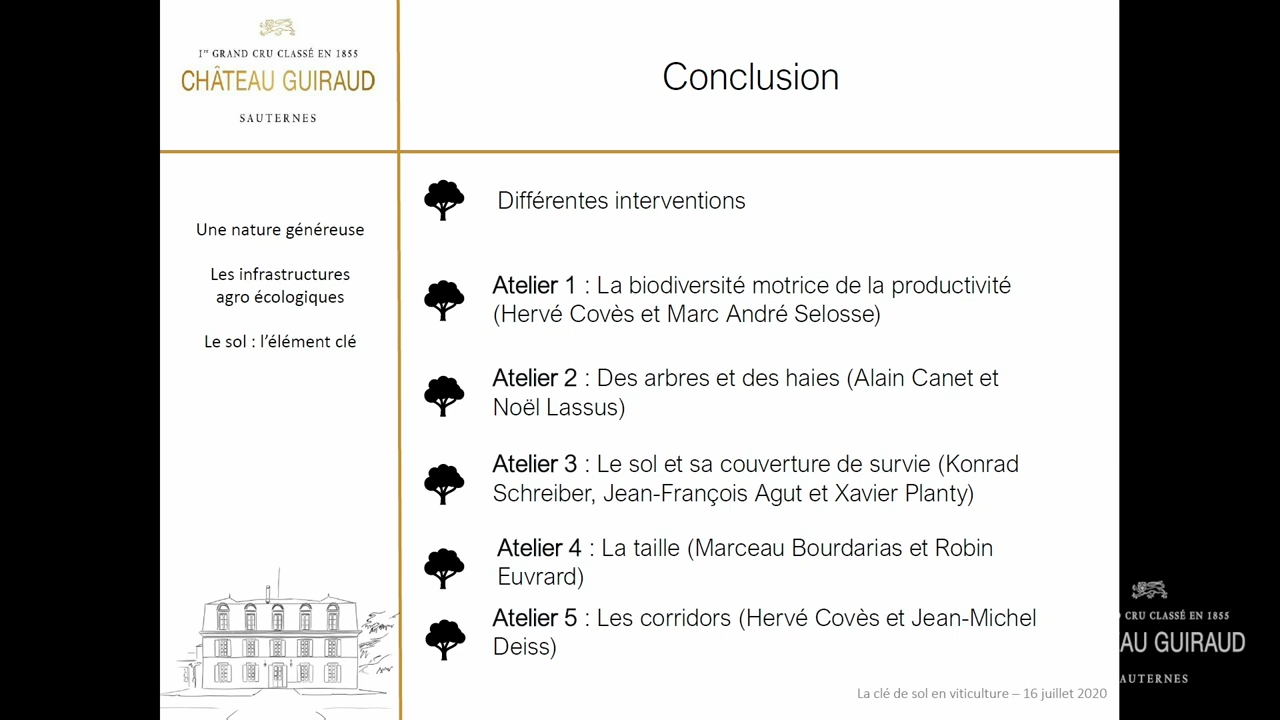 1er GRAND CRU CLASSÉ EN 1855
CHÂTEAU GUIRAUD
SAUTERNES
Conclusion
Une nature généreuse
Les infrastructures
agro écologiques
Le sol : l'élément clé
Différentes interventions
Atelier 1 : La biodiversité motrice de la productivité
(Hervé Covès et Marc André Selosse)
Atelier 2 : Des arbres et des haies (Alain Canet et
Noël Lassus)
Atelier 3 : Le sol et sa couverture de survie (Konrad
Schreiber, Jean-François Agut et Xavier Planty)
Atelier 4 : La taille (Marceau Bourdarias et Robin
Euvrard)
Atelier 5 : Les corridors (Hervé Covès et Jean-Michel
Deiss)
La clé de sol en viticulture – 16 juillet 2020
CRU CLASSÉ EN 1855
AU GUIRAUD
AUTERNES